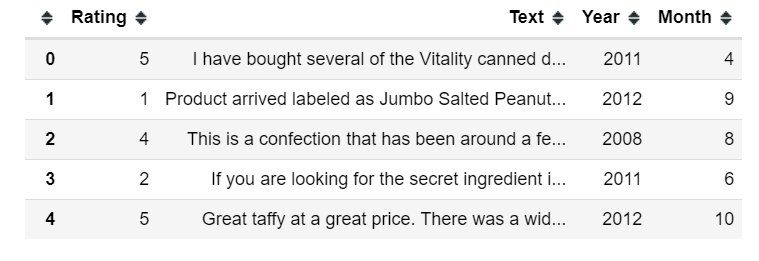 Rating Text Year Month
0 5 I have bought several of the Vitality canned d... 2011 4
1 1 Product arrived labeled as Jumbo Salted Peanut... 2012 9
2 4 This is a confection that has been around a fe... 2008 8
3 2 If you are looking for the secret ingredient i... 2011 6
4 5 Great taffy at a great price. There was a wid... 2012 10